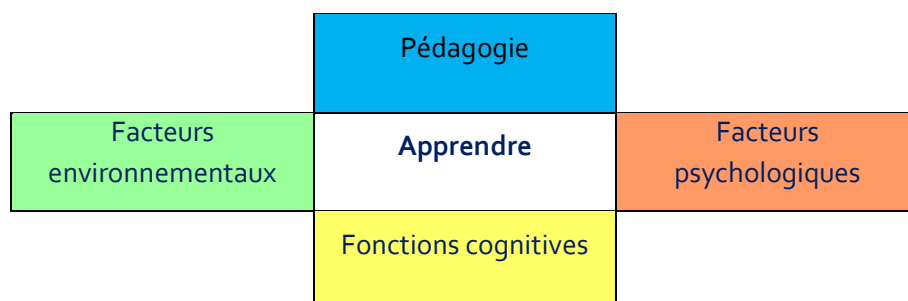 Pédagogie
Facteurs
environnementaux
Apprendre
Facteurs
psychologiques
Fonctions cognitives